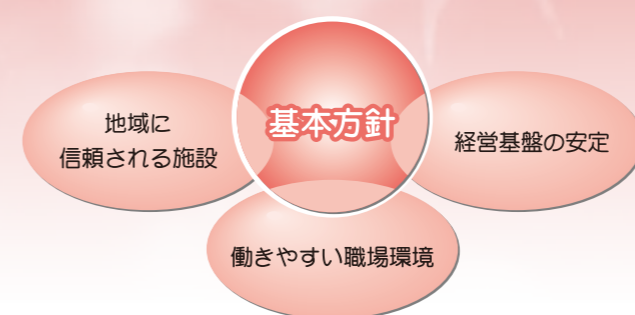 基本方針
地域に
信頼される施設
経営基盤の安定
働きやすい職場環境